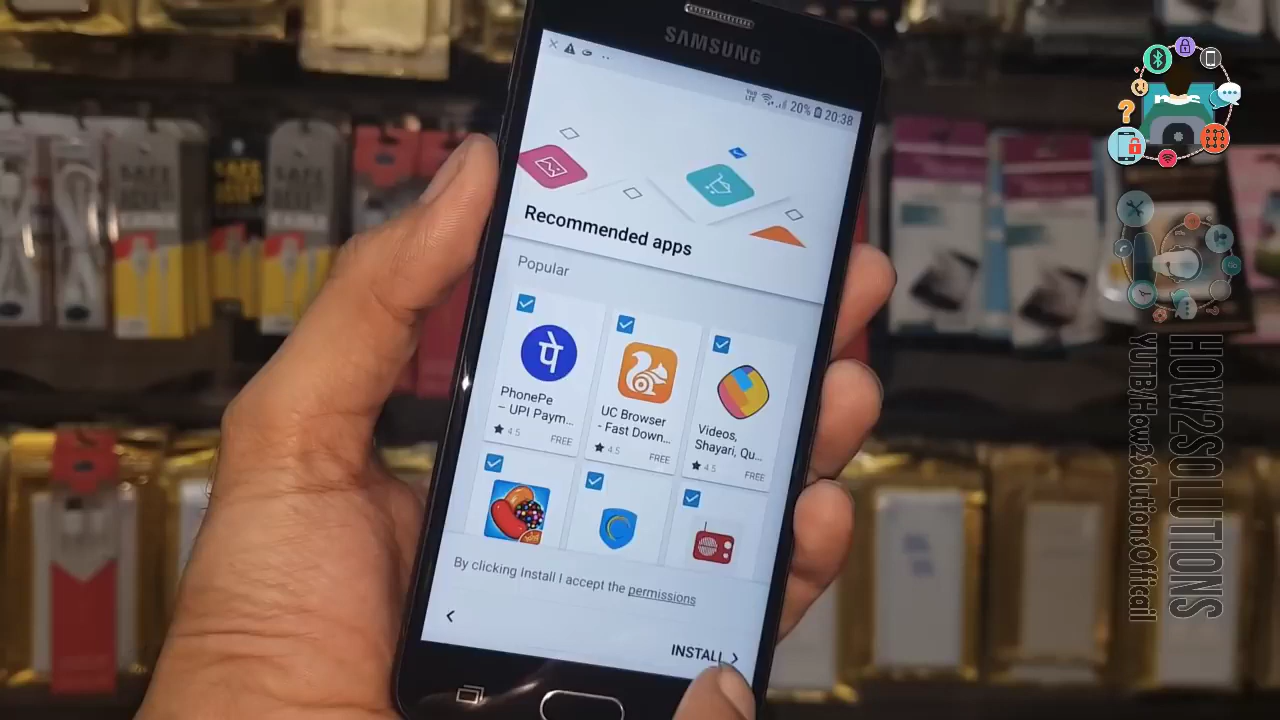 SAMSUNG
20% 20:38
Recommended apps
Popular
पे
PhonePe
– UPI Paym...
4.5 FREE
UC Browser
- Fast Down...
4.5 FREE
Videos,
Shayari, Qu...
4.5 FREE
By clicking Install I accept the permissions
INSTALL
HOW2SOLUTIONS
YUTB/How2SolutionsOfficail